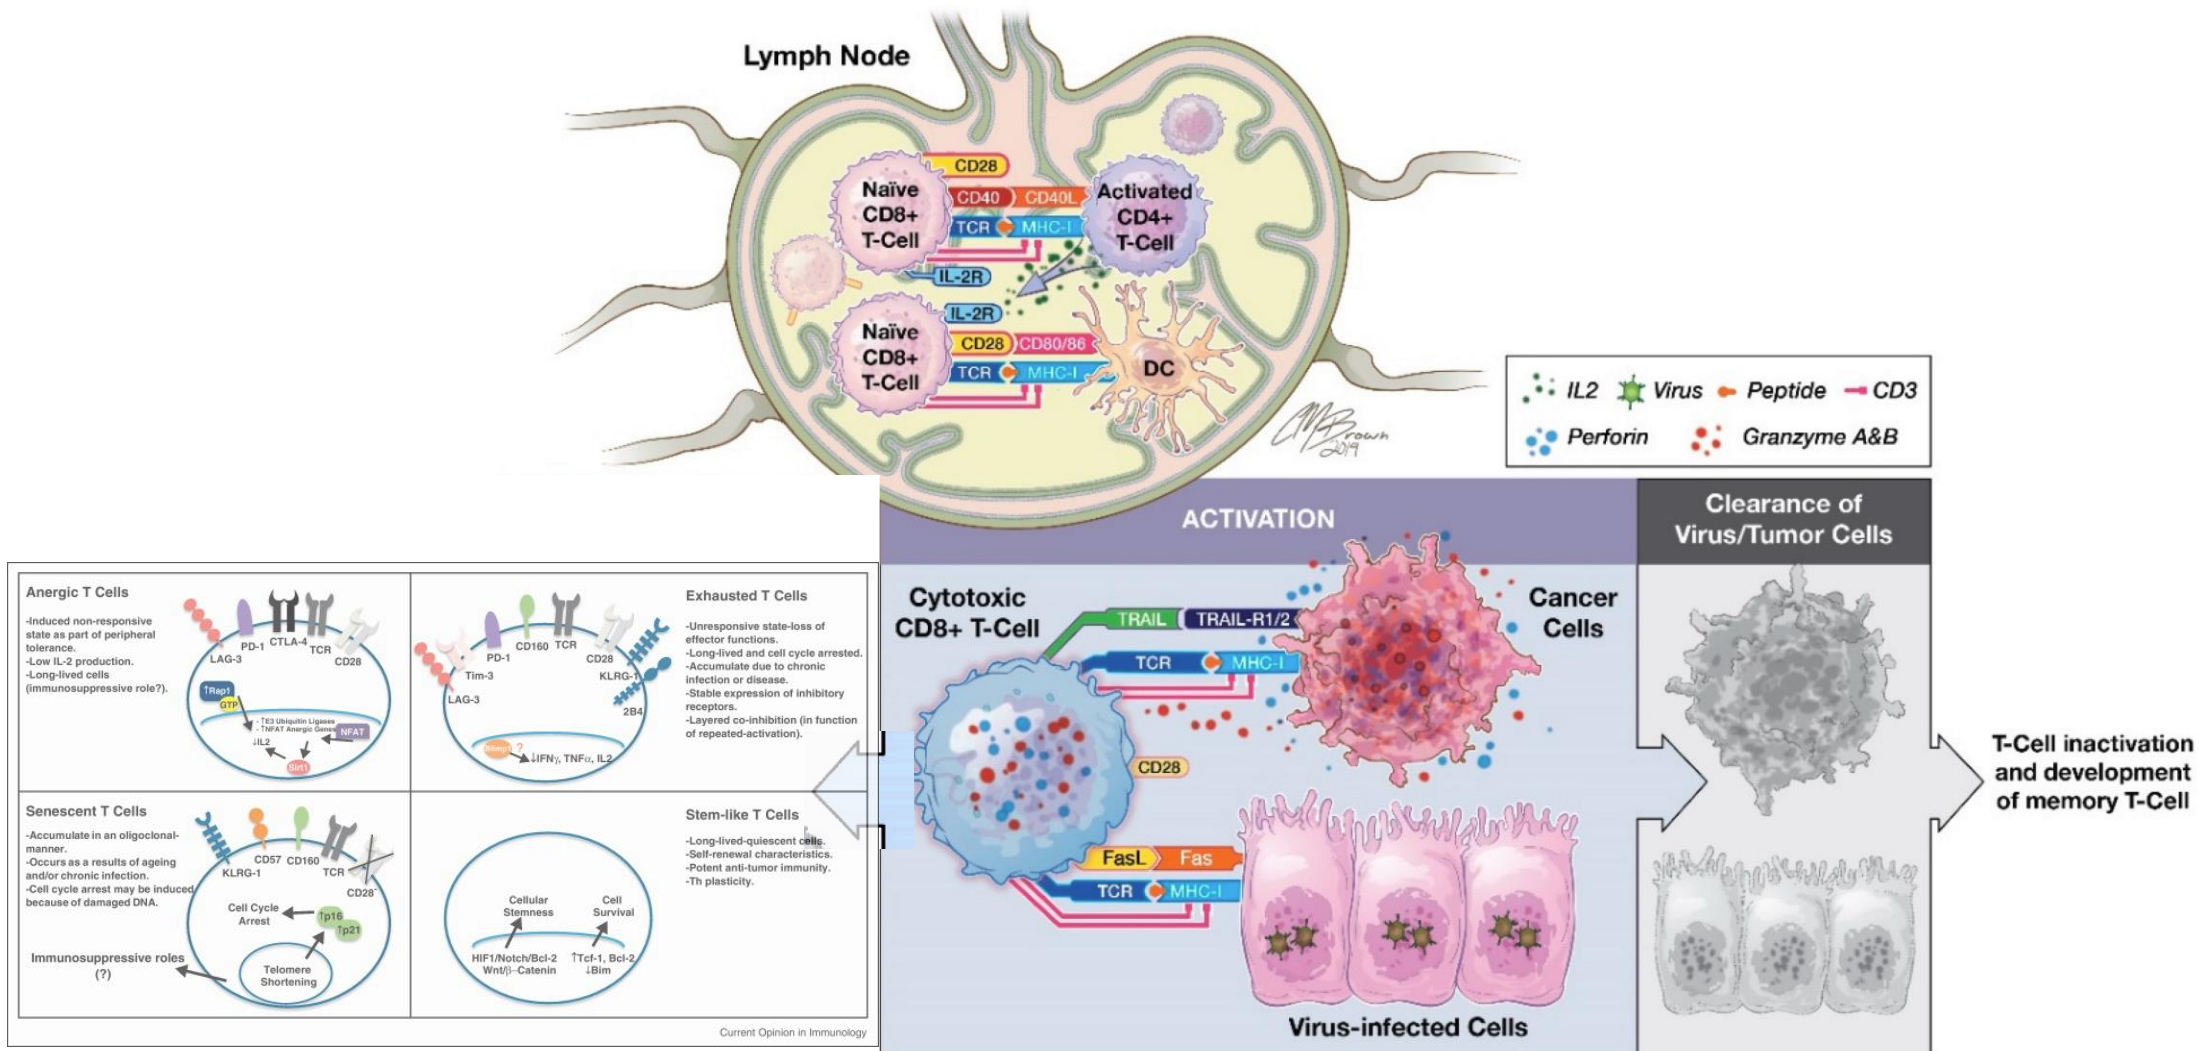 Lymph Node
CD28
Naïve
CD8+
T-Cell
CD40
CD40L
TCR
MHC-I
Activated
CD4+
T-Cell
IL-2R
IL-2R
Naïve
CD8+
T-Cell
CD28
CD80/86
TCR
MHC-I
DC
CMBrown
2019
IL2
Virus
Peptide
CD3
Perforin
Granzyme A&B
ACTIVATION
Clearance of
Virus/Tumor Cells
Cytotoxic
CD8+ T-Cell
TRAIL
TRAIL-R1/2
TCR
MHC-I
Cancer
Cells
CD28
FasL
Fas
TCR
MHC-I
Virus-infected Cells
T-Cell inactivation
and development
of memory T-Cell
Anergic T Cells
-Induced non-responsive
state as part of peripheral
tolerance.
-Low IL-2 production.
-Long-lived cells
(immunosuppressive role?).
LAG-3
PD-1
CTLA-4
TCR
CD28
↑Rap1
GTP
- ↑E3 Ubiquitin Ligases
- ↑NFAT Anergic Genes
NFAT
↓IL2
Sirt1
Exhausted T Cells
-Unresponsive state-loss of
effector functions.
-Long-lived and cell cycle arrested.
-Accumulate due to chronic
infection or disease.
-Stable expression of inhibitory
receptors.
-Layered co-inhibition (in function
of repeated-activation).
LAG-3
Tim-3
PD-1
CD160
TCR
CD28
KLRG-1
2B4
Blimp1
?
↓IFNγ, TNFα, IL2
Senescent T Cells
-Accumulate in an oligoclonal-
manner.
-Occurs as a results of ageing
and/or chronic infection.
-Cell cycle arrest may be induced
because of damaged DNA.
KLRG-1
CD57
CD160
TCR
CD28-
Cell Cycle
Arrest
↑p16
↑p21
Immunosuppressive roles
(?)
Telomere
Shortening
Stem-like T Cells
-Long-lived-quiescent cells.
-Self-renewal characteristics.
-Potent anti-tumor immunity.
-Th plasticity.
Cellular
Stemness
Cell
Survival
HIF1/Notch/Bcl-2
Wnt/β-Catenin
↑Tcf-1, Bcl-2
↓Bim
Current Opinion in Immunology